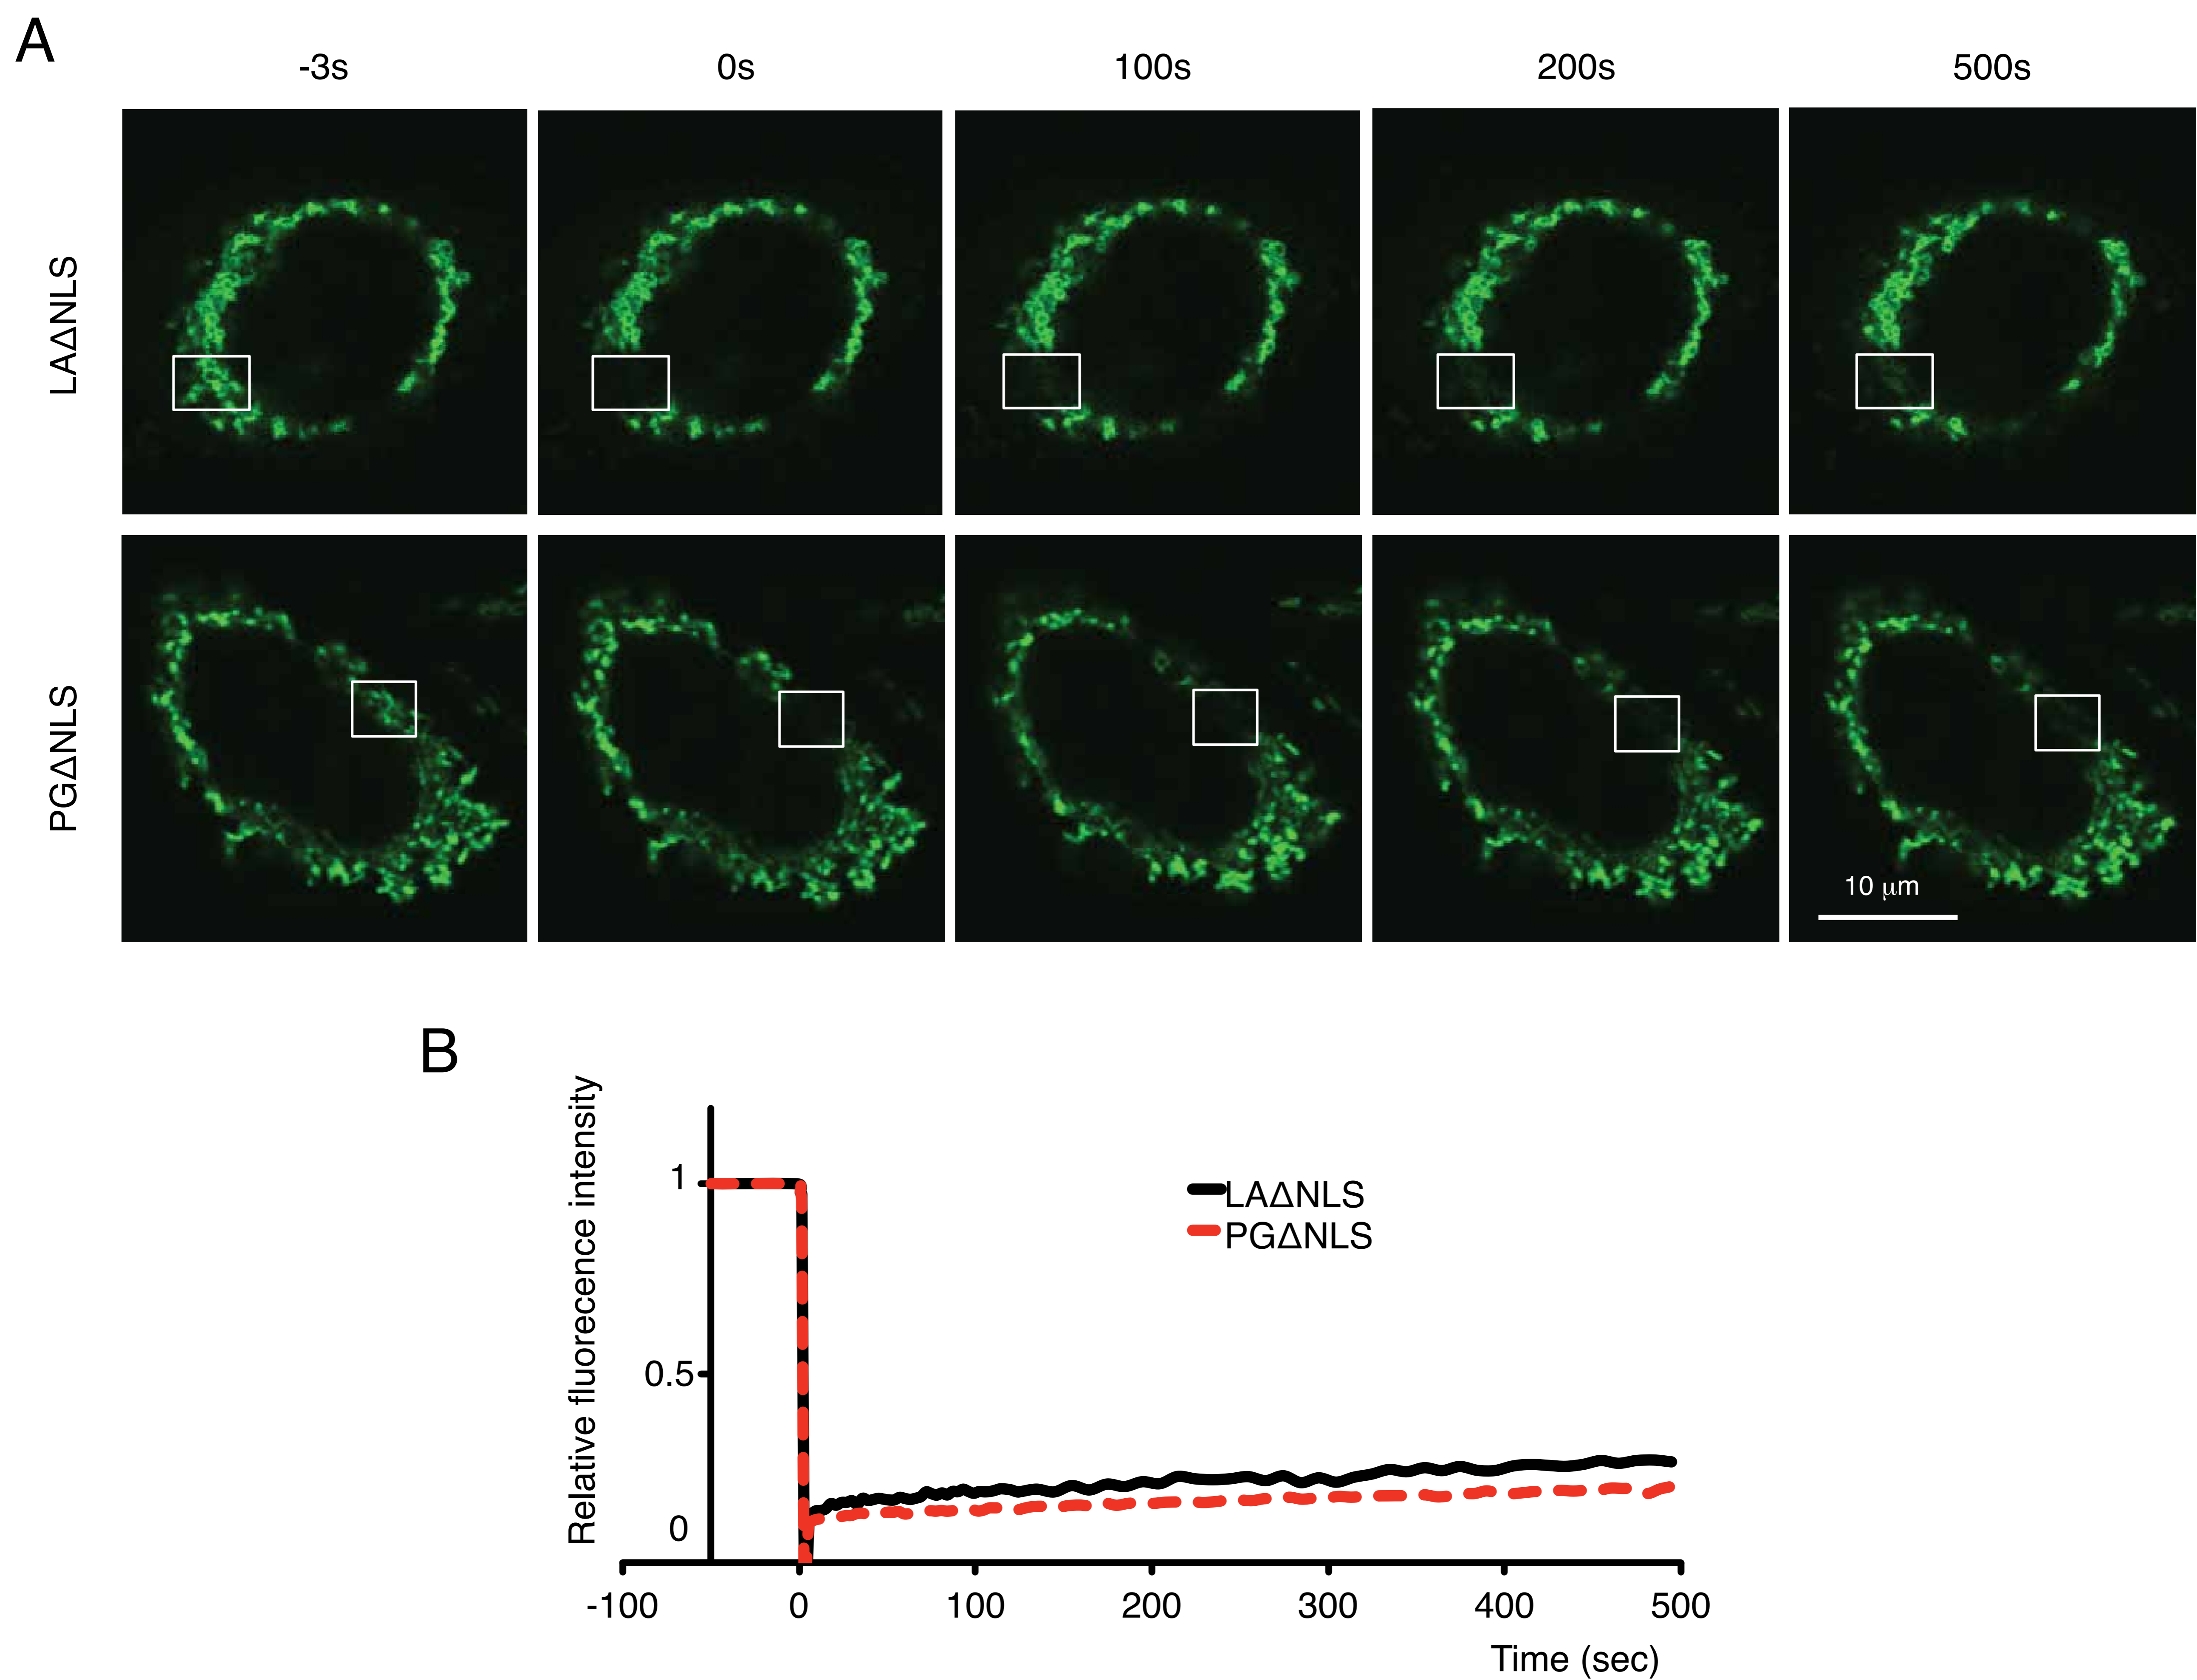 A
-3s 0s 100s 200s 500s
LAΔNLS
PGΔNLS
10 μm
B
Relative fluorecence intensity
1
0.5
0
LAΔNLS
PGΔNLS
-100 0 100 200 300 400 500
Time (sec)